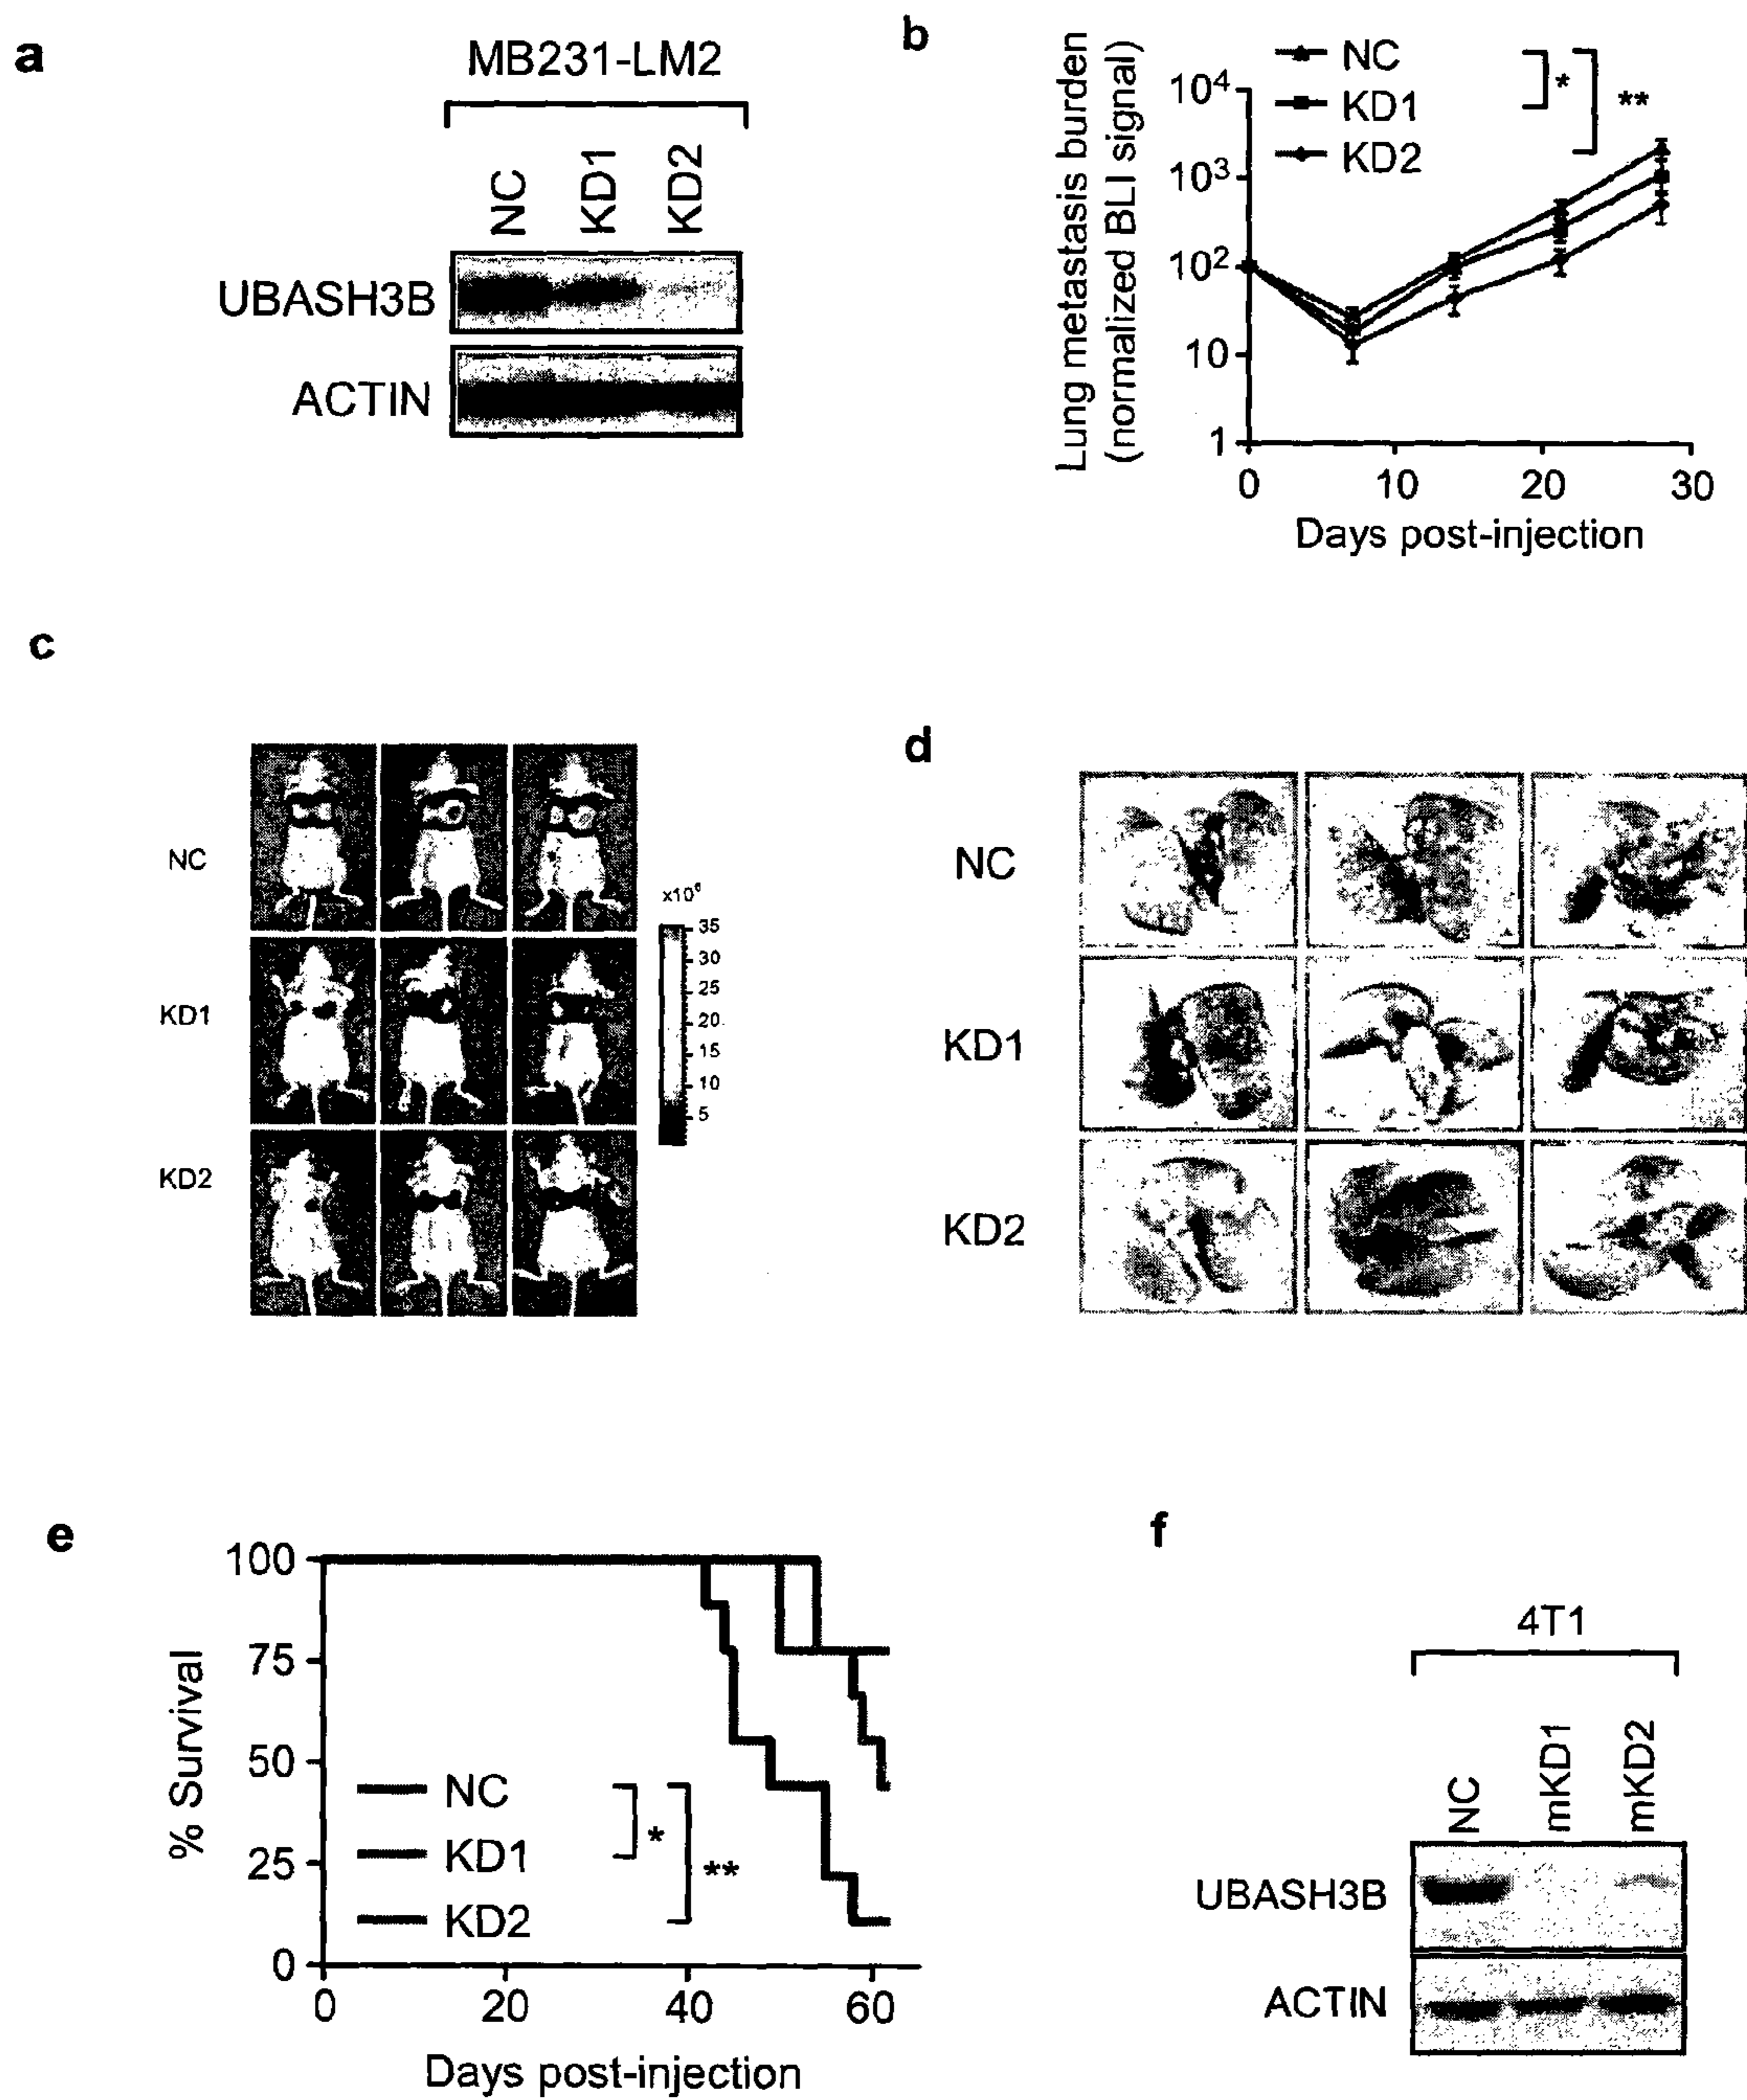 a
MB231-LM2
NC
KD1
KD2
UBASH3B
ACTIN
b
Lung metastasis burden
(normalized BLI signal)
NC
KD1
KD2
*
**
10⁴
10³
10²
10
1
0 10 20 30
Days post-injection
c
NC
KD1
KD2
35
30
25
20
15
10
5
d
NC
KD1
KD2
e
% Survival
100
75
50
25
0
NC
KD1
KD2
*
**
0 20 40 60
Days post-injection
f
4T1
NC
mKD1
mKD2
UBASH3B
ACTIN